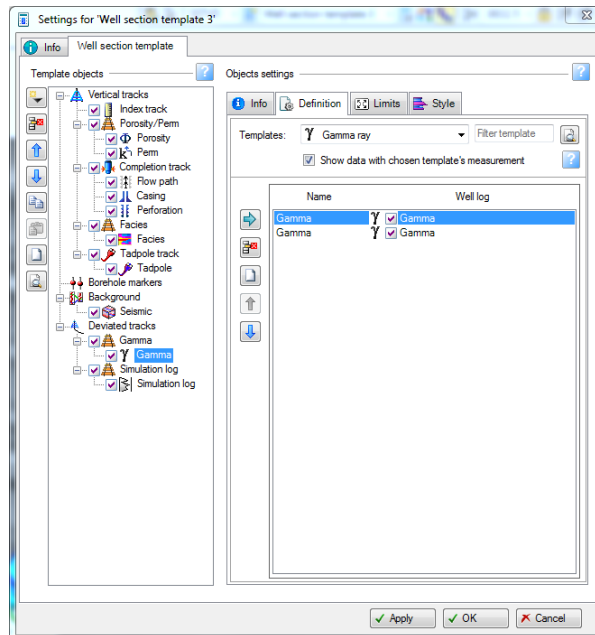 Settings for 'Well section template 3'
Info
Well section template
Template objects
?
Vertical tracks
Index track
Porosity/Perm
Φ Porosity
k Perm
Completion track
Flow path
Casing
Perforation
Facies
Facies
Tadpole track
Tadpole
Borehole markers
Background
Seismic
Deviated tracks
Gamma
γ Gamma
Simulation log
Simulation log
Objects settings
?
Info
Definition
Limits
Style
Templates:
γ Gamma ray
Filter template
Show data with chosen template's measurement
?
Name Well log
Gamma γ Gamma
Gamma γ Gamma
Apply
OK
Cancel